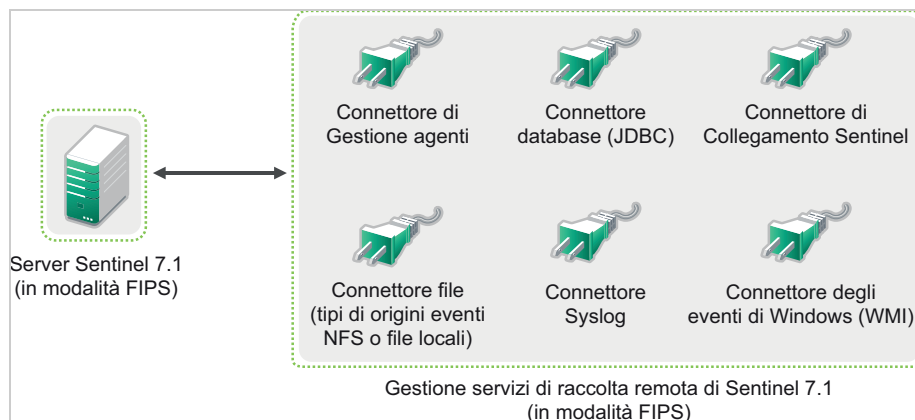 Connettore di
Gestione agenti
Connettore
database (JDBC)
Connettore di
Collegamento Sentinel
Server Sentinel 7.1
(in modalità FIPS)
Connettore file
(tipi di origini eventi
NFS o file locali)
Connettore
Syslog
Connettore degli
eventi di Windows (WMI)
Gestione servizi di raccolta remota di Sentinel 7.1
(in modalità FIPS)